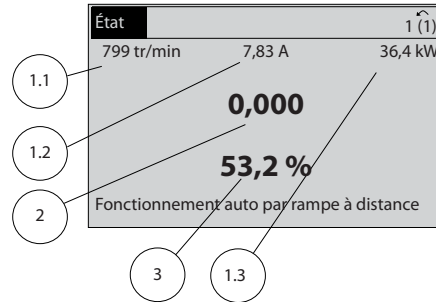 État 1 (1)
799 tr/min 7,83 A 36,4 kW
1.1
0,000
1.2
53,2 %
2
Fonctionnement auto par rampe à distance
3 1.3